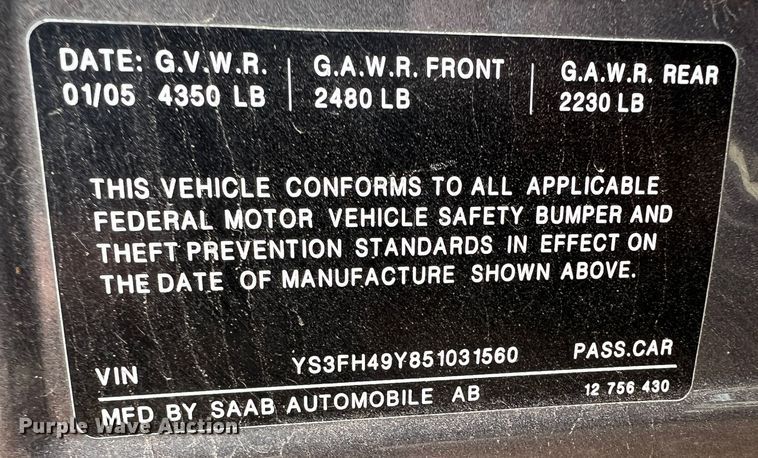 DATE: G.V.W.R. G.A.W.R. FRONT G.A.W.R. REAR
01/05 4350 LB 2480 LB 2230 LB
THIS VEHICLE CONFORMS TO ALL APPLICABLE
FEDERAL MOTOR VEHICLE SAFETY BUMPER AND
THEFT PREVENTION STANDARDS IN EFFECT ON
THE DATE OF MANUFACTURE SHOWN ABOVE.
VIN YS3FH49Y851031560 PASS.CAR
MFD BY SAAB AUTOMOBILE AB 12 756 430
Purple Wave Auction